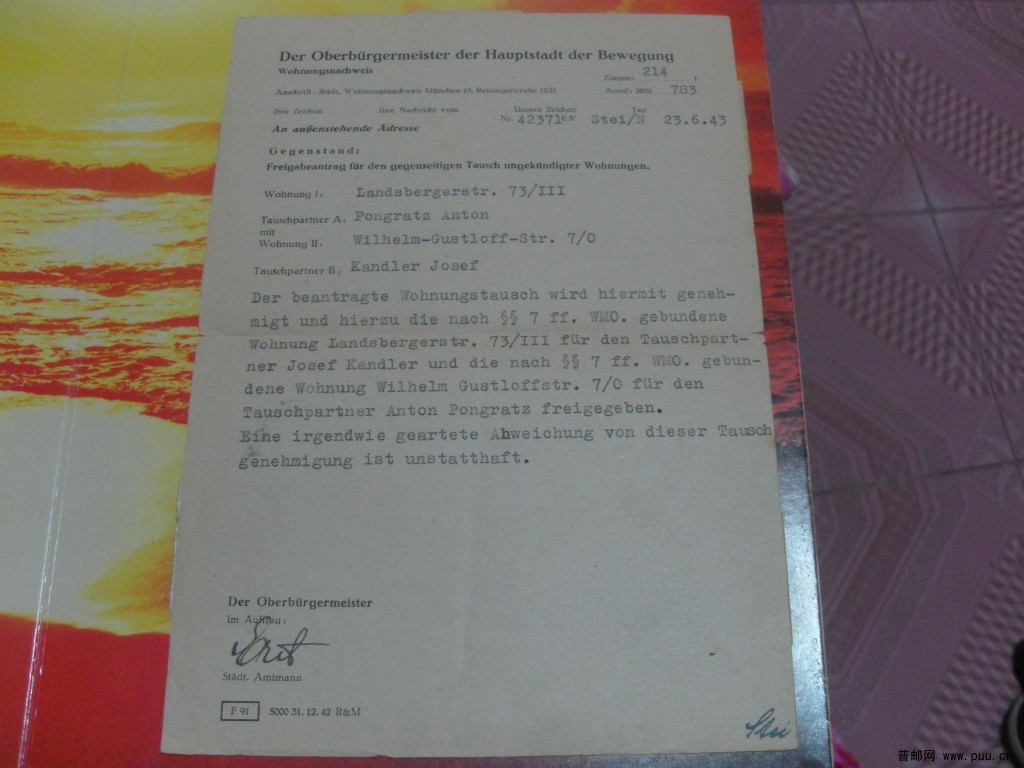 Der Oberbürgermeister der Hauptstadt der Bewegung
Wohnungsnachweis
Zimmer 214
Anschrift: Städt. Wohnungsnachweis München 15, Reisingerstraße Anruf: 783
Ihre Zeichen Ihre Nachricht vom Unsere Zeichen Tag
Nr. 42371 Stei/N 23.6.43
An außenstehende Adresse
Gegenstand:
Freigabeantrag für den gegenseitigen Tausch ungekündigter Wohnungen.
Wohnung I: Landsbergerstr. 73/III
Tauschpartner A: Pongratz Anton
mit
Wohnung II: Wilhelm-Gustloff-Str. 7/0
Tauschpartner B: Kandler Josef
Der beantragte Wohnungstausch wird hiermit geneh-
migt und hierzu die nach §§ 7 ff. WMO. gebundene
Wohnung Landsbergerstr. 73/III für den Tauschpart-
ner Josef Kandler und die nach §§ 7 ff. WMO. gebun-
dene Wohnung Wilhelm Gustloffstr. 7/0 für den
Tauschpartner Anton Pongratz freigegeben.
Eine irgendwie geartete Abweichung von dieser Tausch
genehmigung ist unstatthaft.
Der Oberbürgermeister
Im Auftrag:
Städt. Amtmann
F 91 5000 31. 12. 42 R&M
普邮网 www.puu.cn